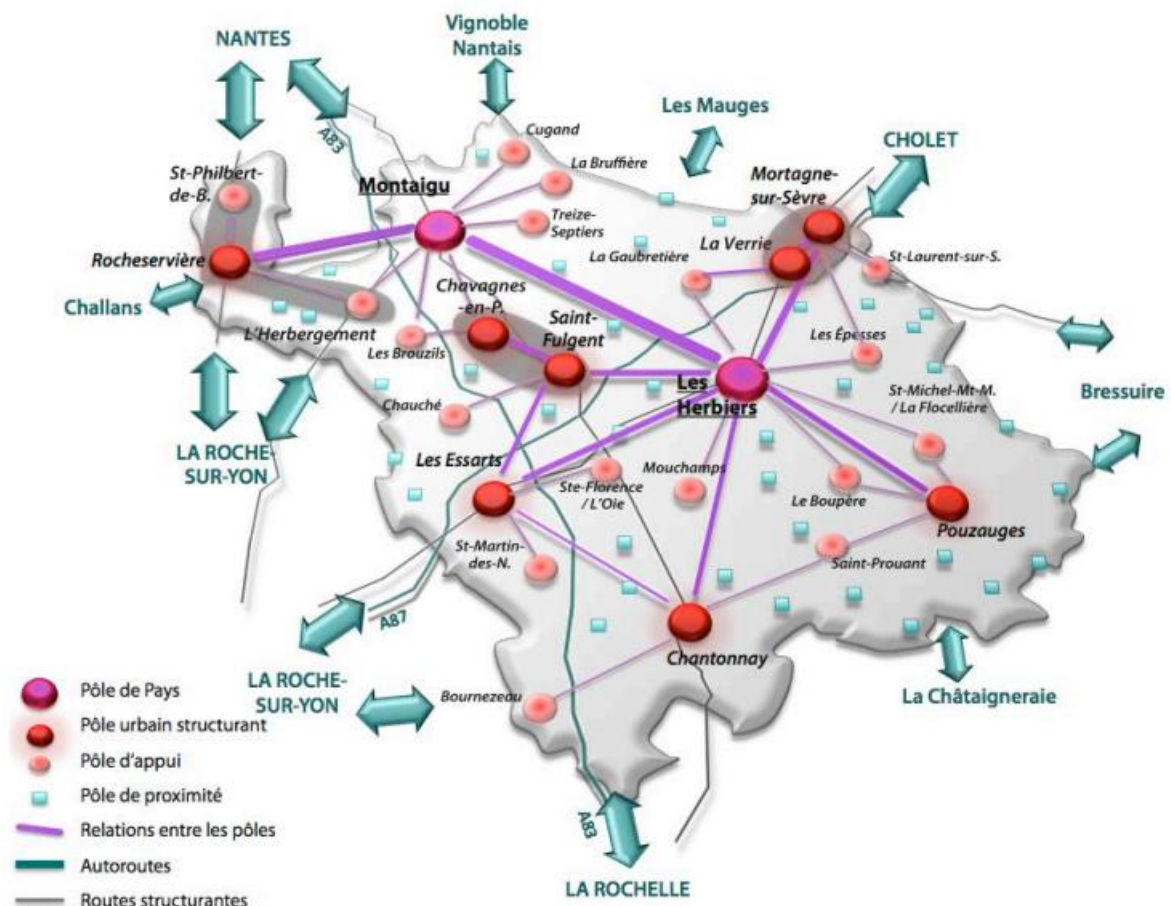 NANTES
Vignoble
Nantais
Les Mauges
CHOLET
A83
Cugand
La Bruffière
St-Philbert-
de-B.
Montaigu
Mortagne-
sur-Sèvre
Treize-
Septiers
La Verrie
La Gaubretière
St-Laurent-sur-S.
Rocheservière
Challans
Chavagnes
-en-P.
Saint-
Fulgent
L'Herbergement
Les Brouzils
Les Épesses
Les
Herbiers
St-Michel-Mt-M.
/ La Flocellière
Bressuire
Chauché
LA ROCHE-
SUR-YON
Les Essarts
Ste-Florence
/ L'Oie
Mouchamps
Le Boupère
Pouzauges
St-Martin-
des-N.
Saint-Prouant
A87
Chantonnay
LA ROCHE-
SUR-YON
Bournezeau
La Châtaigneraie
A83
LA ROCHELLE
Pôle de Pays
Pôle urbain structurant
Pôle d'appui
Pôle de proximité
Relations entre les pôles
Autoroutes
Routes structurantes